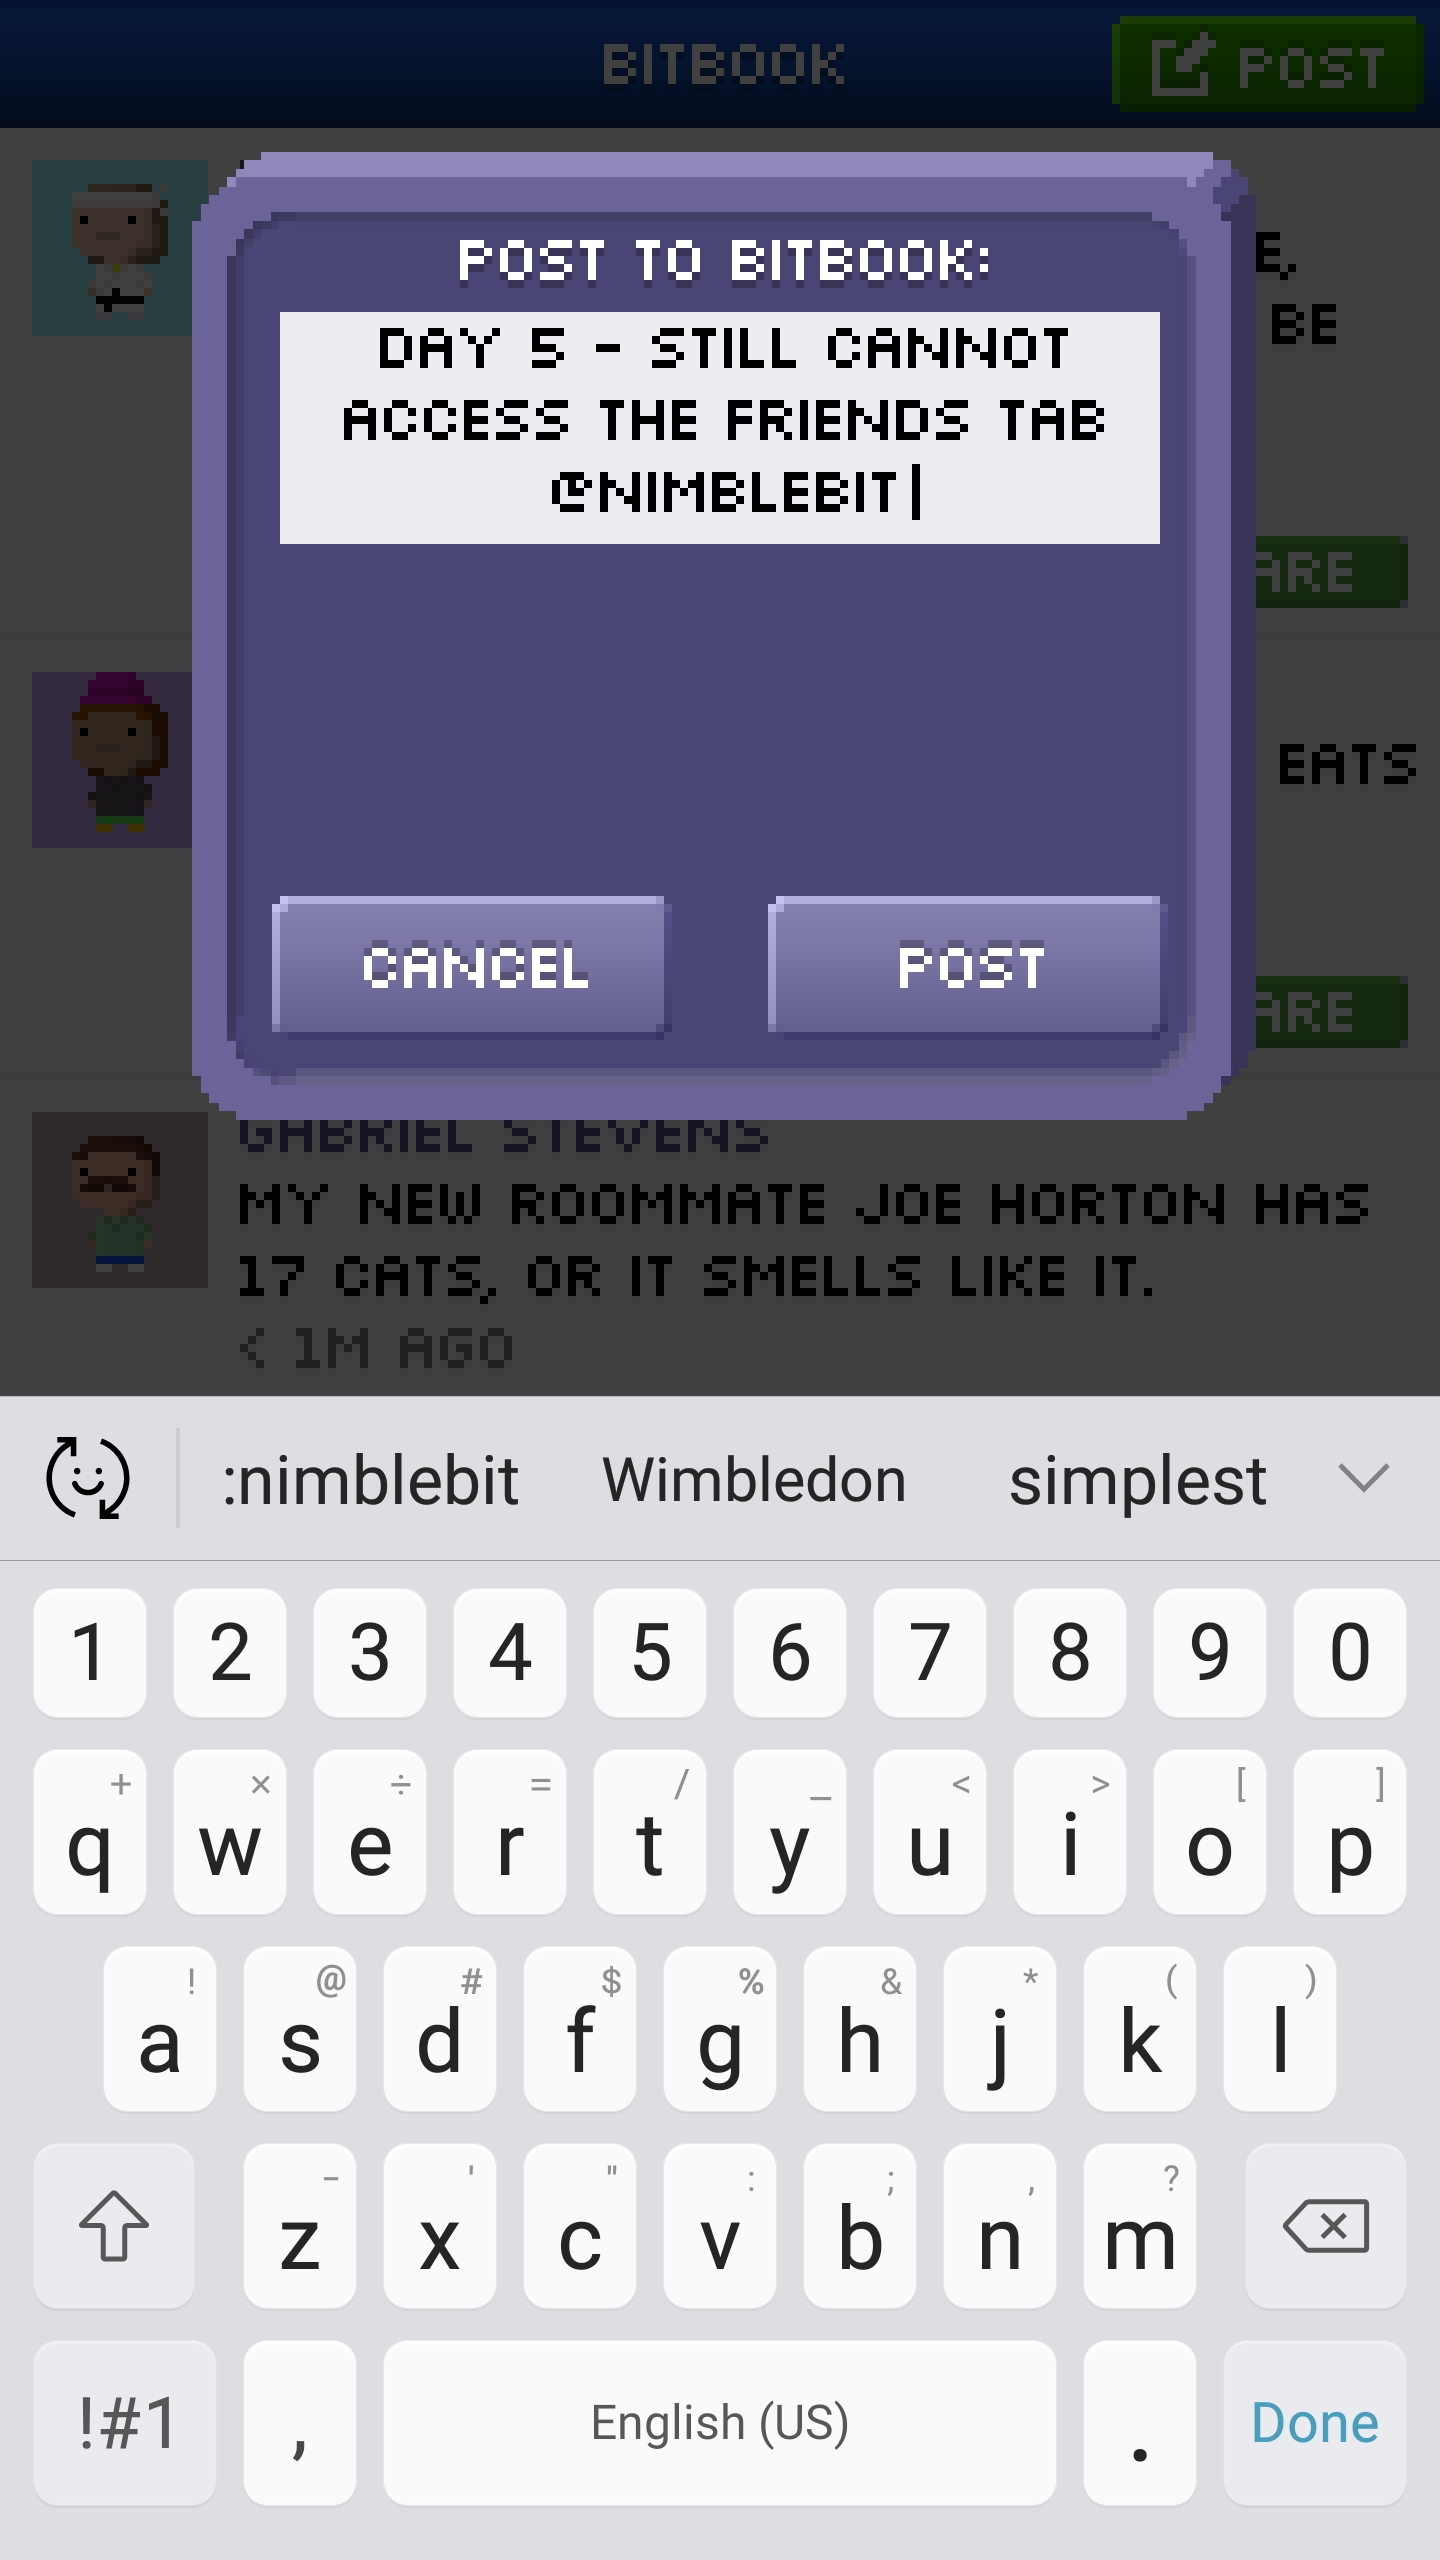 BITBOOK
POST
POST TO BITBOOK:
DAY 5 - STILL CANNOT
ACCESS THE FRIENDS TAB
@NIMBLEBIT
E,
BE
ARE
EATS
CANCEL
POST
ARE
GABRIEL STEVENS
MY NEW ROOMMATE JOE HORTON HAS
17 CATS, OR IT SMELLS LIKE IT.
< 1M AGO
:nimblebit Wimbledon simplest
1 2 3 4 5 6 7 8 9 0
+ × ÷ = / _ < > [ ]
q w e r t y u i o p
! @ # $ % & * ( )
a s d f g h j k l
- ' " : ; , ?
z x c v b n m
!#1 , English (US) . Done